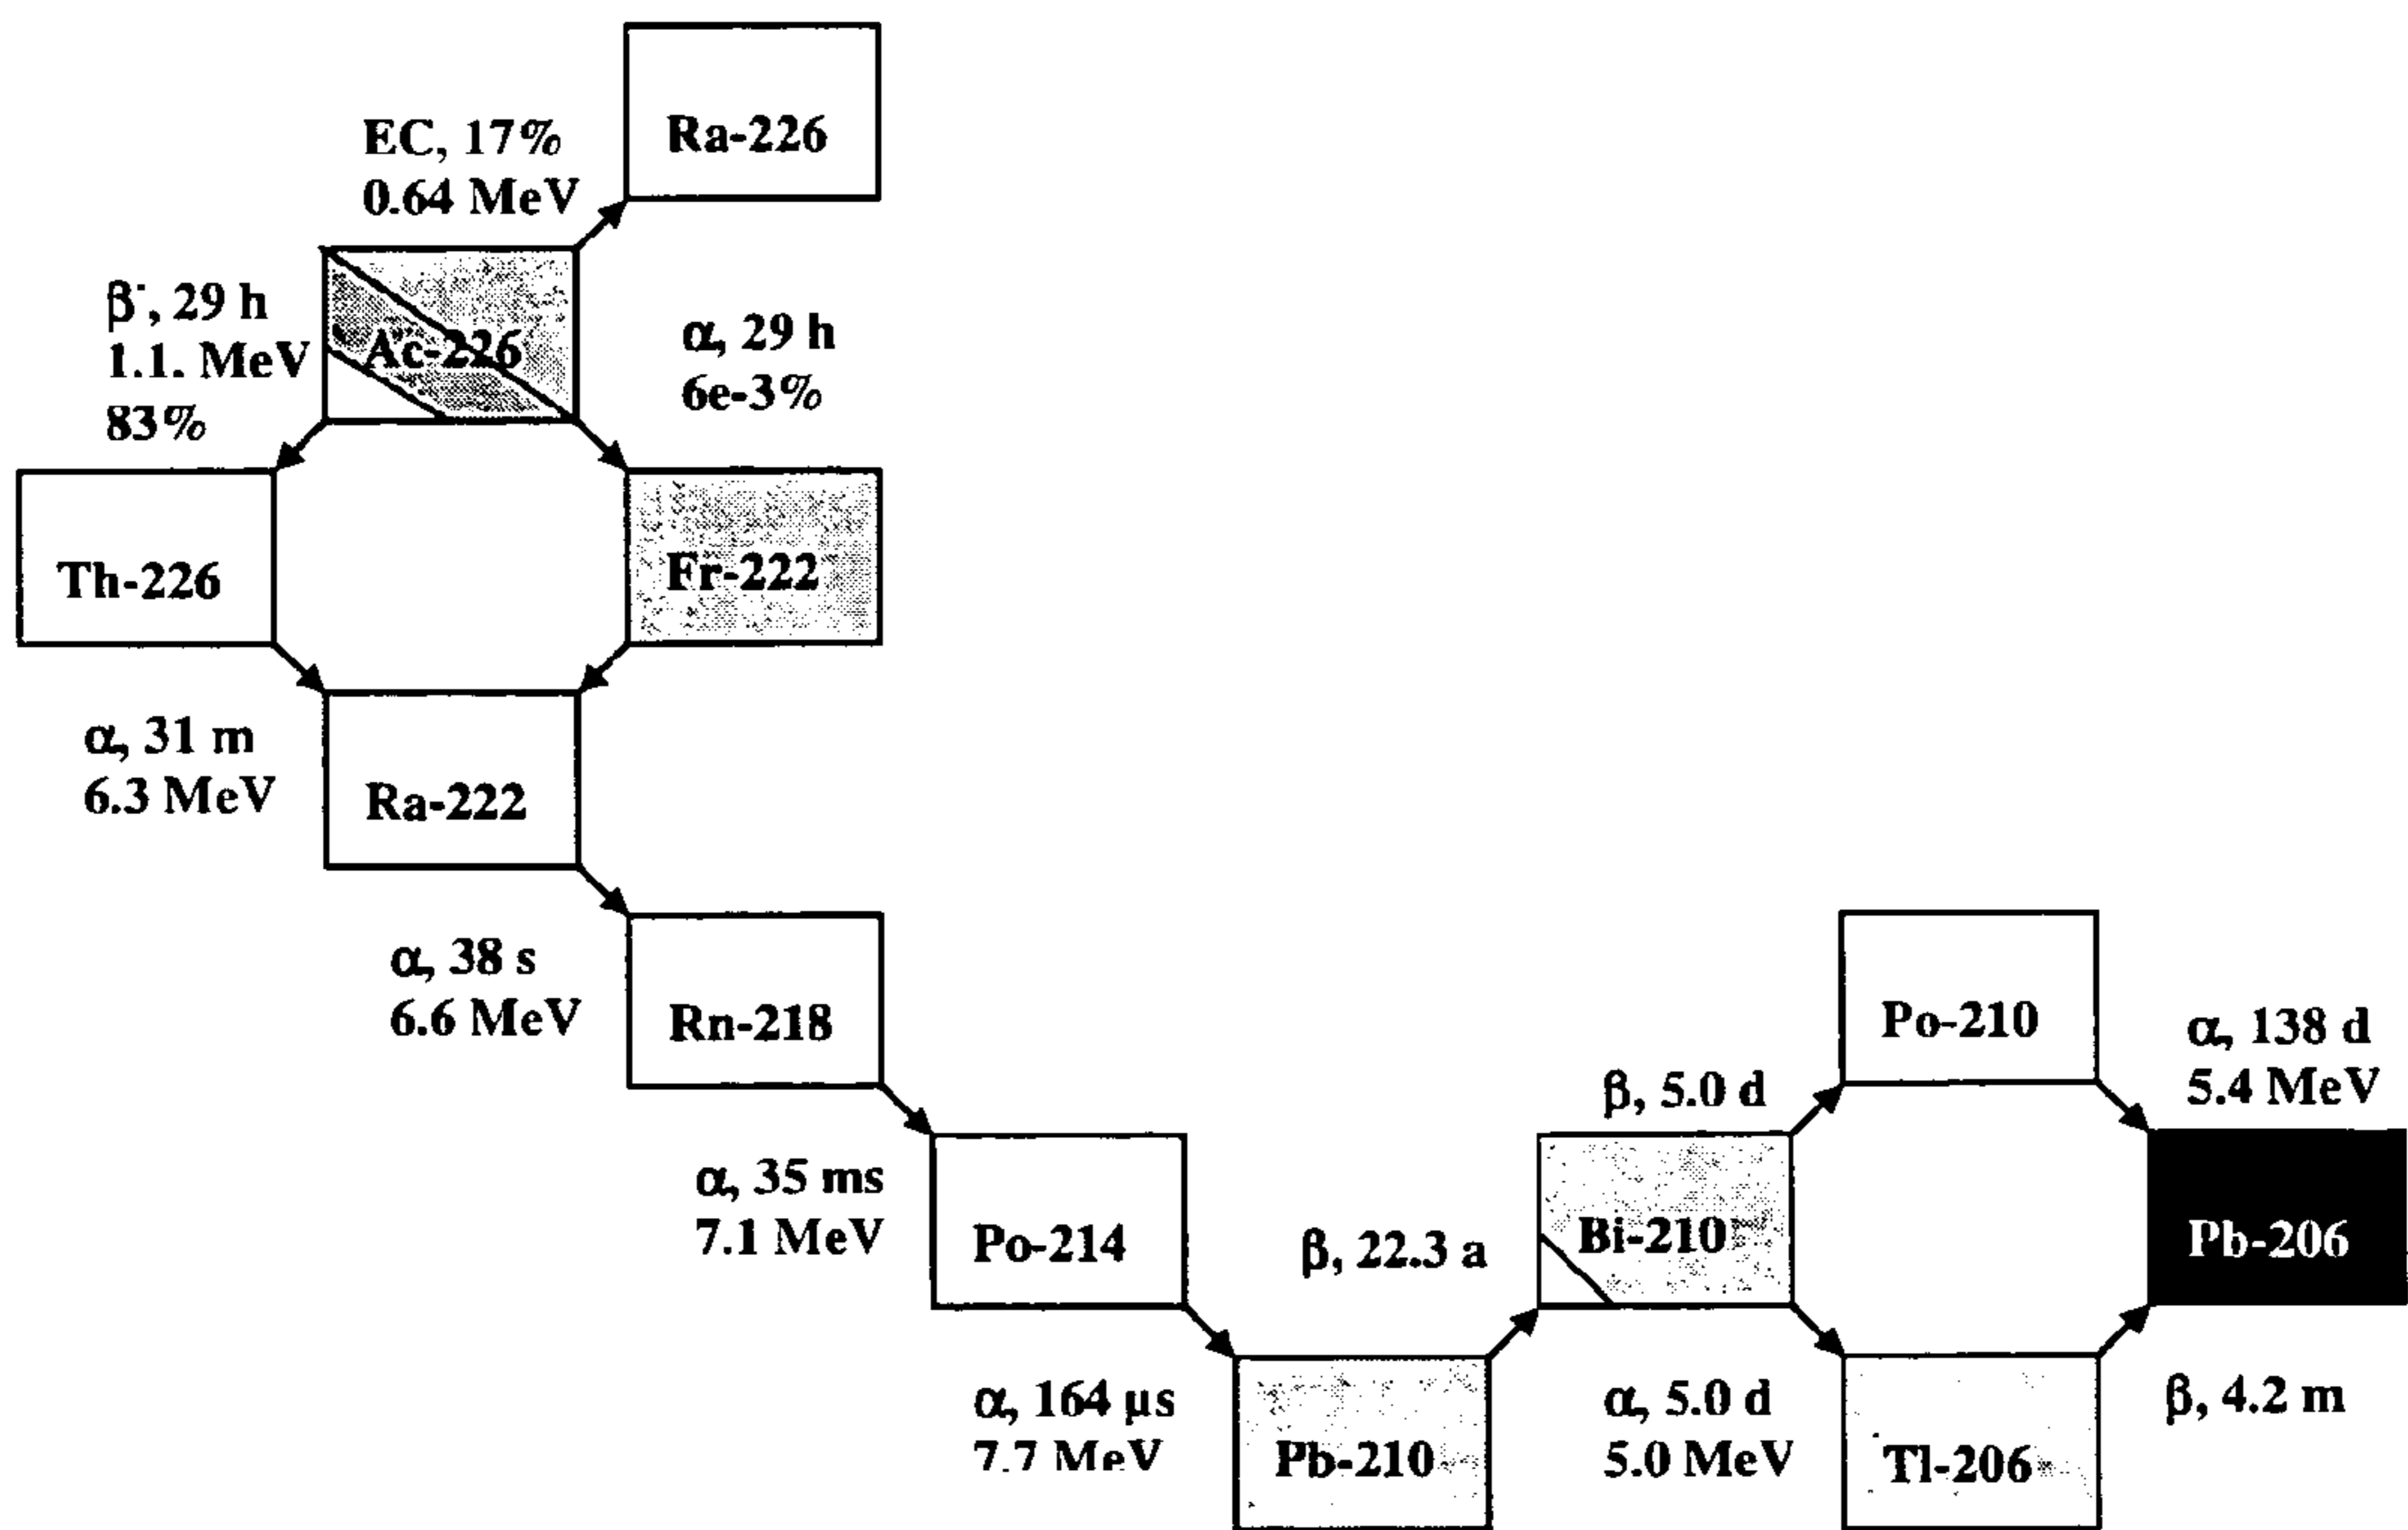 Ra-226
EC, 17%
0.64 MeV
β-, 29 h
1.1. MeV
83%
Ac-226
α, 29 h
6e-3%
Th-226
Fr-222
α, 31 m
6.3 MeV
Ra-222
α, 38 s
6.6 MeV
Rn-218
α, 35 ms
7.1 MeV
Po-214
α, 164 µs
7.7 MeV
Pb-210
β, 22.3 a
Bi-210
β, 5.0 d
Po-210
α, 138 d
5.4 MeV
Pb-206
α, 5.0 d
5.0 MeV
Tl-206
β, 4.2 m